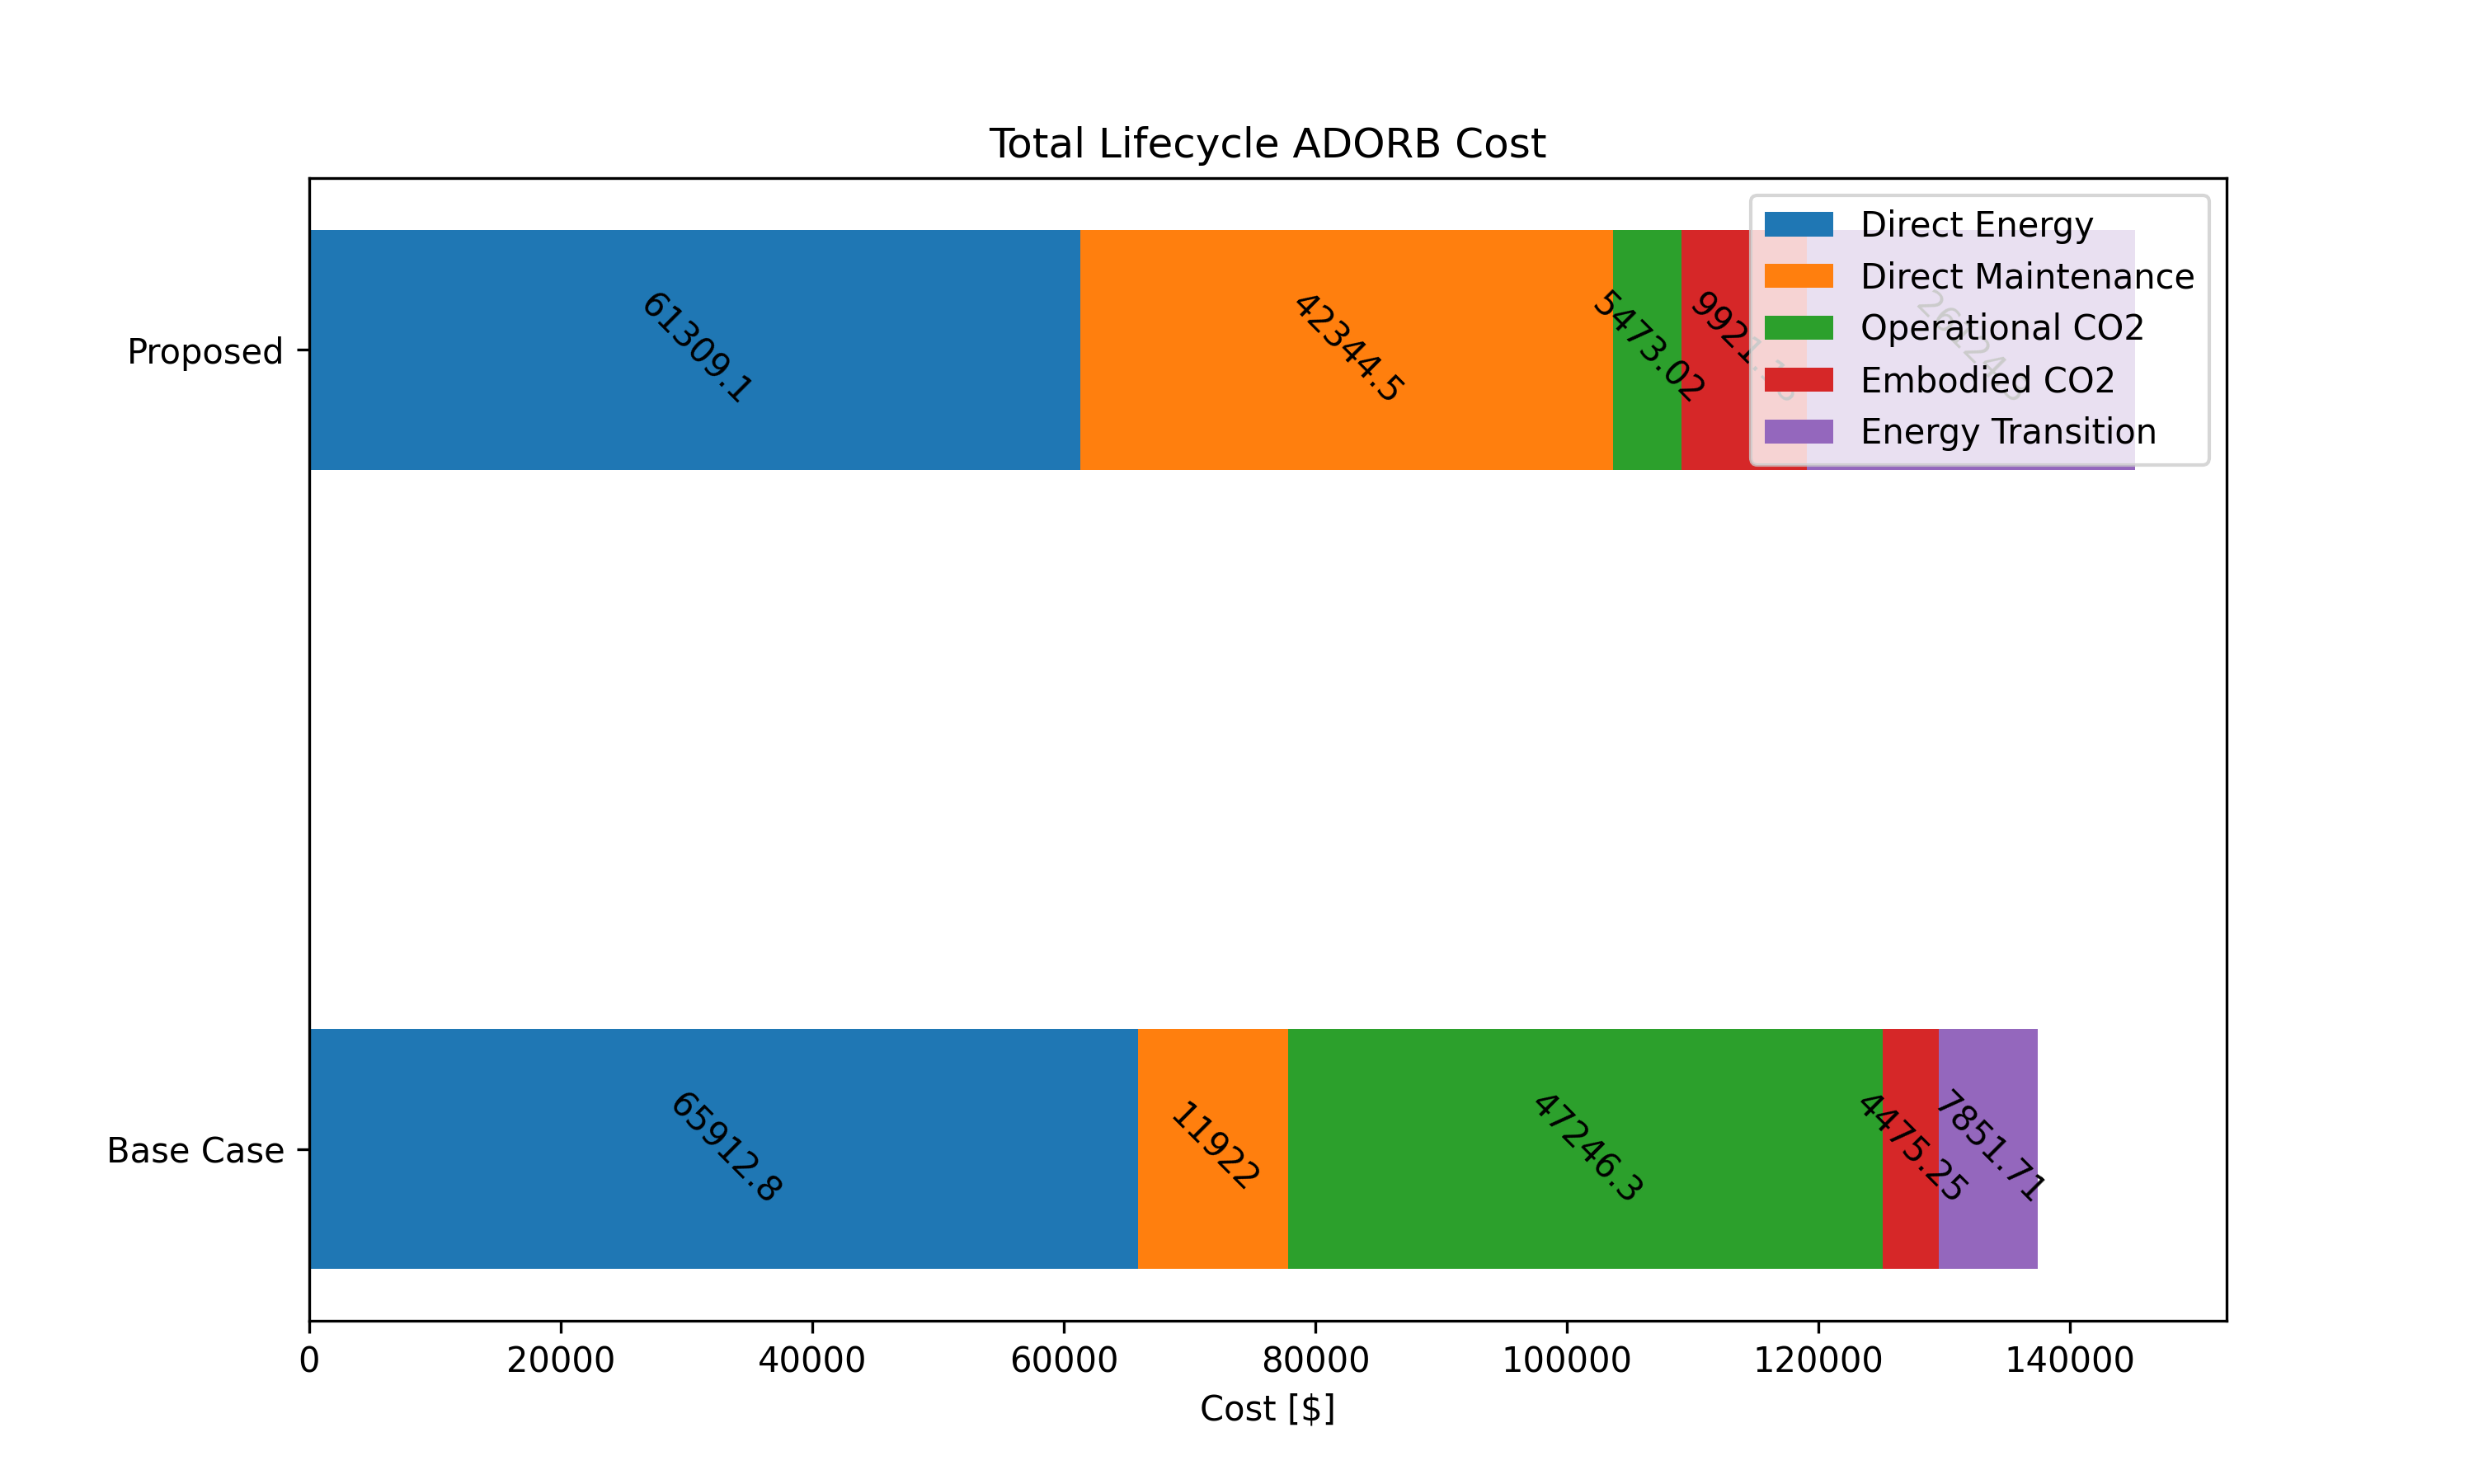 Total Lifecycle ADORB Cost
Direct Energy
Direct Maintenance
Operational CO2
Embodied CO2
Energy Transition
Proposed
61309.1
42344.5
5473.02
Base Case
65912.8
11922
47246.3
4475.25
7851.71
0 20000 40000 60000 80000 100000 120000 140000
Cost [$]